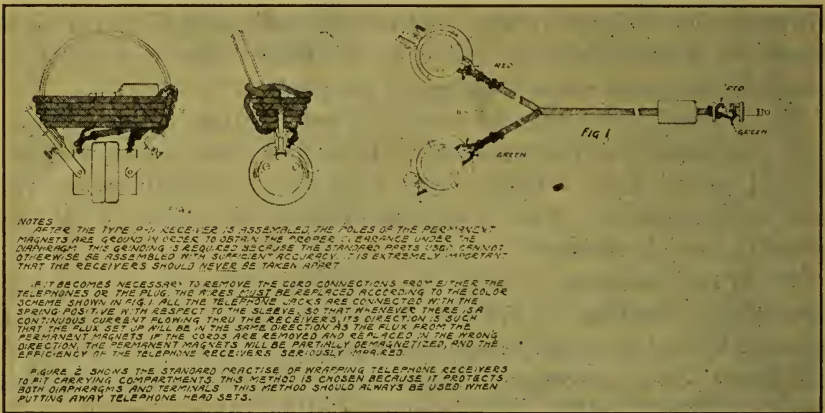 RED
RED
FIG 1.
GREEN
GREEN
FIG.
NOTES
AFTER THE TYPE P-11 RECEIVER IS ASSEMBLED, THE POLES OF THE PERMANENT
MAGNETS ARE GROUND IN ORDER TO OBTAIN THE PROPER CLEARANCE UNDER THE
DIAPHRAGM. THIS GRINDING IS REQUIRED BECAUSE THE STANDARD PARTS USED CANNOT
OTHERWISE BE ASSEMBLED WITH SUFFICIENT ACCURACY. IT IS EXTREMELY IMPORTANT
THAT THE RECEIVERS SHOULD NEVER BE TAKEN APART
IF IT BECOMES NECESSARY TO REMOVE THE CORD CONNECTIONS FROM EITHER THE
TELEPHONES OR THE PLUG, THE WIRES MUST BE REPLACED ACCORDING TO THE COLOR
SCHEME SHOWN IN FIG. 1. ALL THE TELEPHONE JACKS ARE CONNECTED WITH THE
SPRING POSITIVE WITH RESPECT TO THE SLEEVE, SO THAT WHENEVER THERE IS A
CONTINUOUS CURRENT FLOWING THRU THE RECEIVERS, ITS DIRECTION IS SUCH
THAT THE FLUX SET UP WILL BE IN THE SAME DIRECTION AS THE FLUX FROM THE
PERMANENT MAGNETS IF THE CORDS ARE REMOVED AND REPLACED IN THE WRONG
DIRECTION, THE PERMANENT MAGNETS WILL BE PARTIALLY DEMAGNETIZED, AND THE
EFFICIENCY OF THE TELEPHONE RECEIVERS SERIOUSLY IMPAIRED.
FIGURE 2 SHOWS THE STANDARD PRACTISE OF WRAPPING TELEPHONE RECEIVERS
TO FIT CARRYING COMPARTMENTS. THIS METHOD IS CHOSEN BECAUSE IT PROTECTS
BOTH DIAPHRAGMS AND TERMINALS THIS METHOD SHOULD ALWAYS BE USED WHEN
PUTTING AWAY TELEPHONE HEAD SETS.